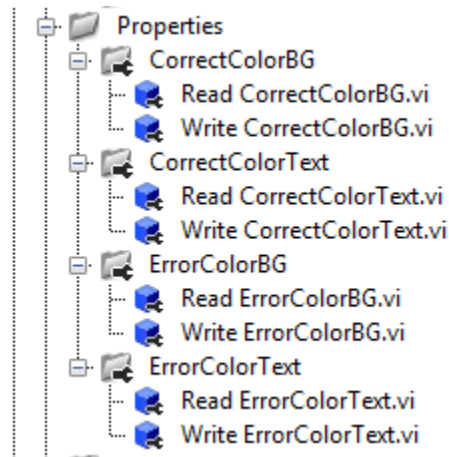 Properties
CorrectColorBG
Read CorrectColorBG.vi
Write CorrectColorBG.vi
CorrectColorText
Read CorrectColorText.vi
Write CorrectColorText.vi
ErrorColorBG
Read ErrorColorBG.vi
Write ErrorColorBG.vi
ErrorColorText
Read ErrorColorText.vi
Write ErrorColorText.vi